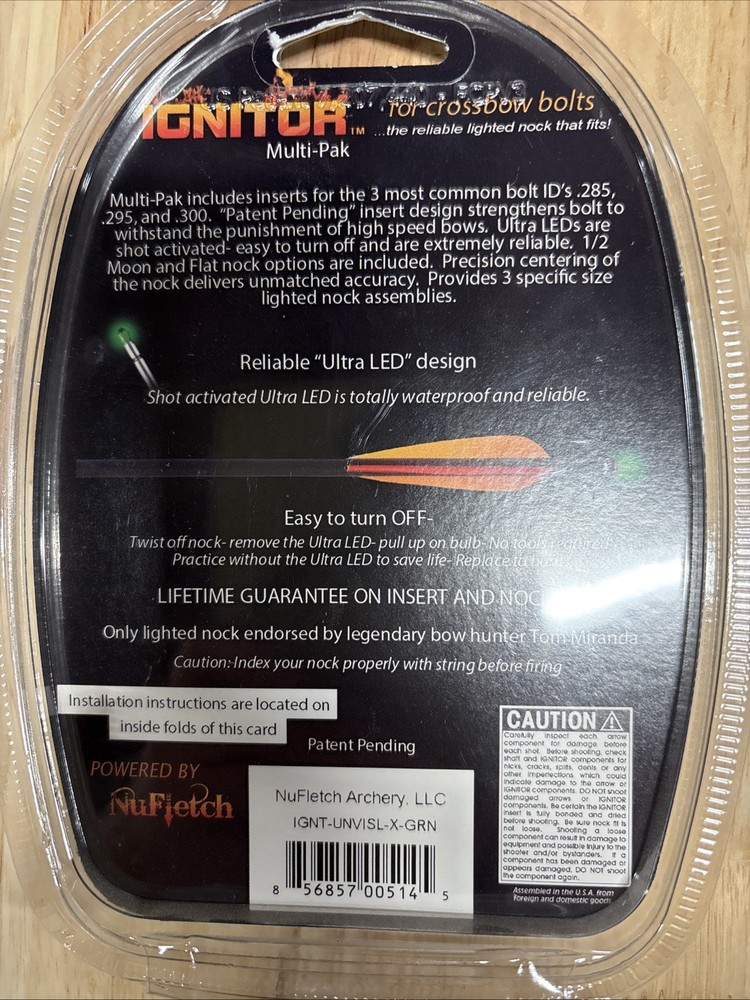 IGNITOR™
for crossbow bolts
...the reliable lighted nock that fits!
Multi-Pak
Multi-Pak includes inserts for the 3 most common bolt ID's .285,
.295, and .300. "Patent Pending" insert design strengthens bolt to
withstand the punishment of high speed bows. Ultra LEDs are
shot activated- easy to turn off and are extremely reliable. 1/2
Moon and Flat nock options are included. Precision centering of
the nock delivers unmatched accuracy. Provides 3 specific size
lighted nock assemblies.
Reliable "Ultra LED" design
Shot activated Ultra LED is totally waterproof and reliable.
Easy to turn OFF-
Twist off nock- remove the Ultra LED- pull up on bulb- No tools required
Practice without the Ultra LED to save life- Replace to
LIFETIME GUARANTEE ON INSERT AND NOCK
Only lighted nock endorsed by legendary bow hunter Tom Miranda
Caution:-Index your nock properly with string before firing
Installation instructions are located on
inside folds of this card
Patent Pending
POWERED BY
NuFletch
NuFletch Archery, LLC
IGNT-UNVISL-X-GRN
8 56857 00514 5
CAUTION
Carefully inspect each arrow
component for damage before
each shot. Before shooting, check
shaft and IGNITOR components for
nicks, cracks, splits, dents or any
other imperfections which could
indicate damage to the arrow or
IGNITOR components. DO NOT shoot
damaged arrows or IGNITOR
components. Be certain the IGNITOR
insert is fully bonded and dried
before shooting. Be sure nock fit is
not loose. Shooting a loose
component can result in damage to
equipment and possible injury to the
shooter and/or bystanders. If a
component has been damaged or
appears damaged, DO NOT shoot
the component again.
Assembled in the U.S.A. from
foreign and domestic goods